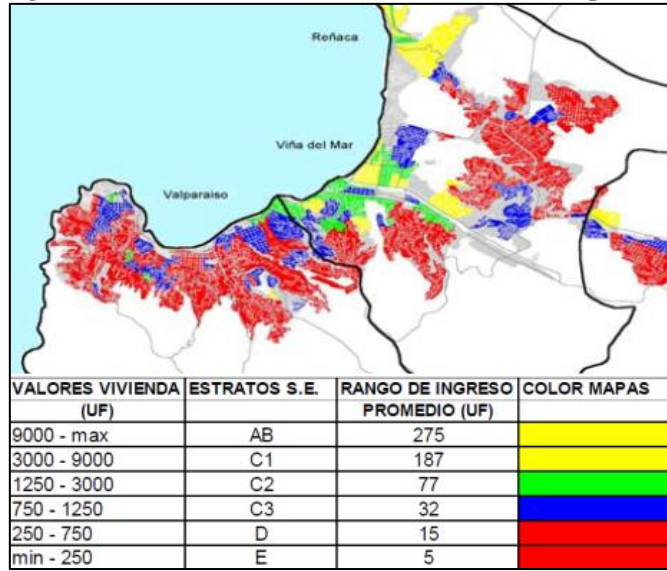 Reñaca
Viña del Mar
Valparaiso
VALORES VIVIENDA (UF) ESTRATOS S.E. RANGO DE INGRESO PROMEDIO (UF) COLOR MAPAS
9000 - max AB 275
3000 - 9000 C1 187
1250 - 3000 C2 77
750 - 1250 C3 32
250 - 750 D 15
min - 250 E 5